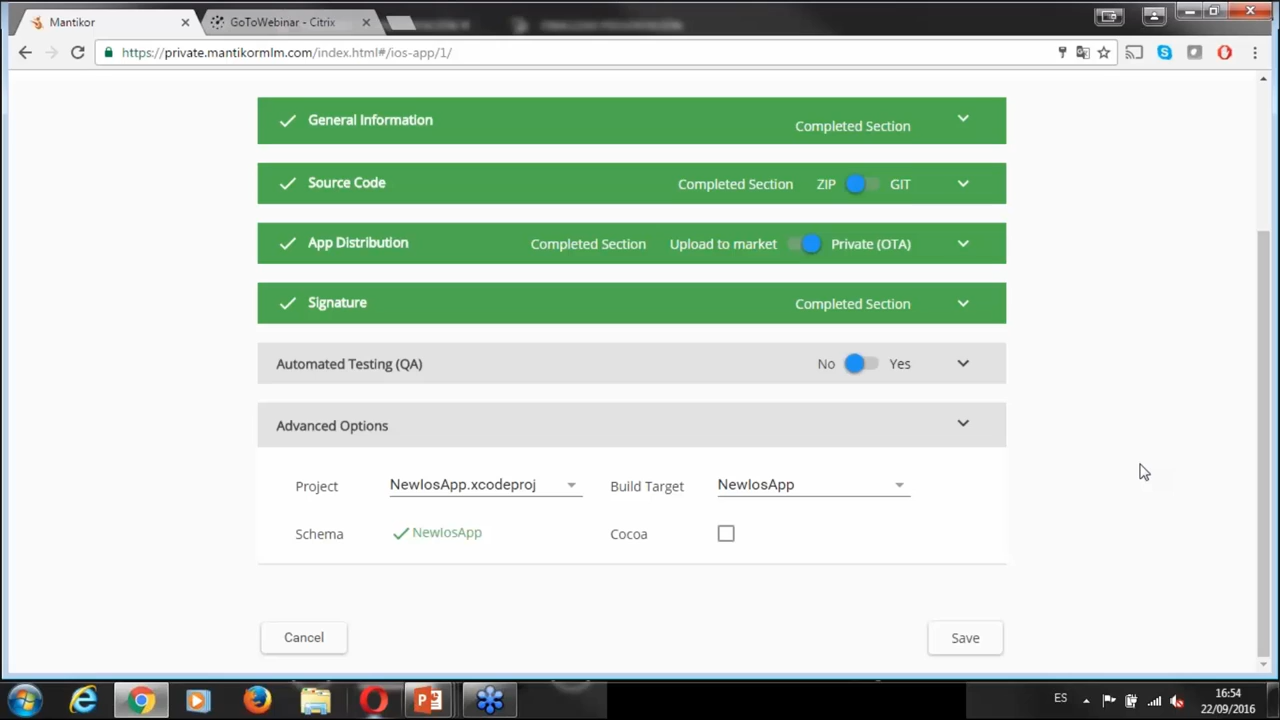 Mantikor
GoToWebinar - Citrix
https://private.mantikormlm.com/index.html#/ios-app/1/
General Information
Completed Section
Source Code
Completed Section ZIP GIT
App Distribution
Completed Section Upload to market Private (OTA)
Signature
Completed Section
Automated Testing (QA) No Yes
Advanced Options
Project NewIosApp.xcodeproj Build Target NewIosApp
Schema NewIosApp Cocoa
Cancel Save
ES 16:54
22/09/2016